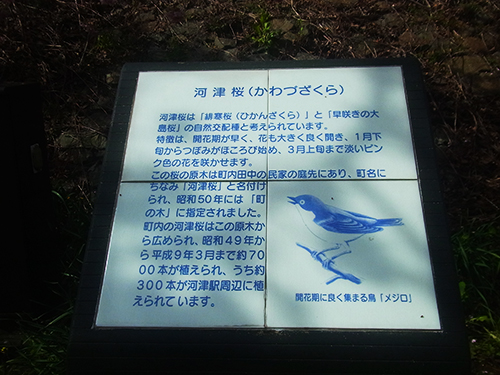 河津桜(かわづざくら)
河津桜は「緋寒桜(ひかんざくら)」と「早咲きの大
島桜」の自然交配種と考えられています。
特徴は、開花期が早く、花も大きく良く開き、1月下
旬からつぼみがほころび始め、3月上旬まで淡いピン
ク色の花を咲かせます。
この桜の原木は町内田中の民家の庭先にあり、町名に
ちなみ「河津桜」と名付け
られ、昭和50年には「町
の木」に指定されました。
町内の河津桜はこの原木か
ら広められ、昭和49年か
ら平成9年3月まで約70
00本が植えられ、うち約
300本が河津駅周辺に植
えられています。
開花期に良く集まる鳥「メジロ」